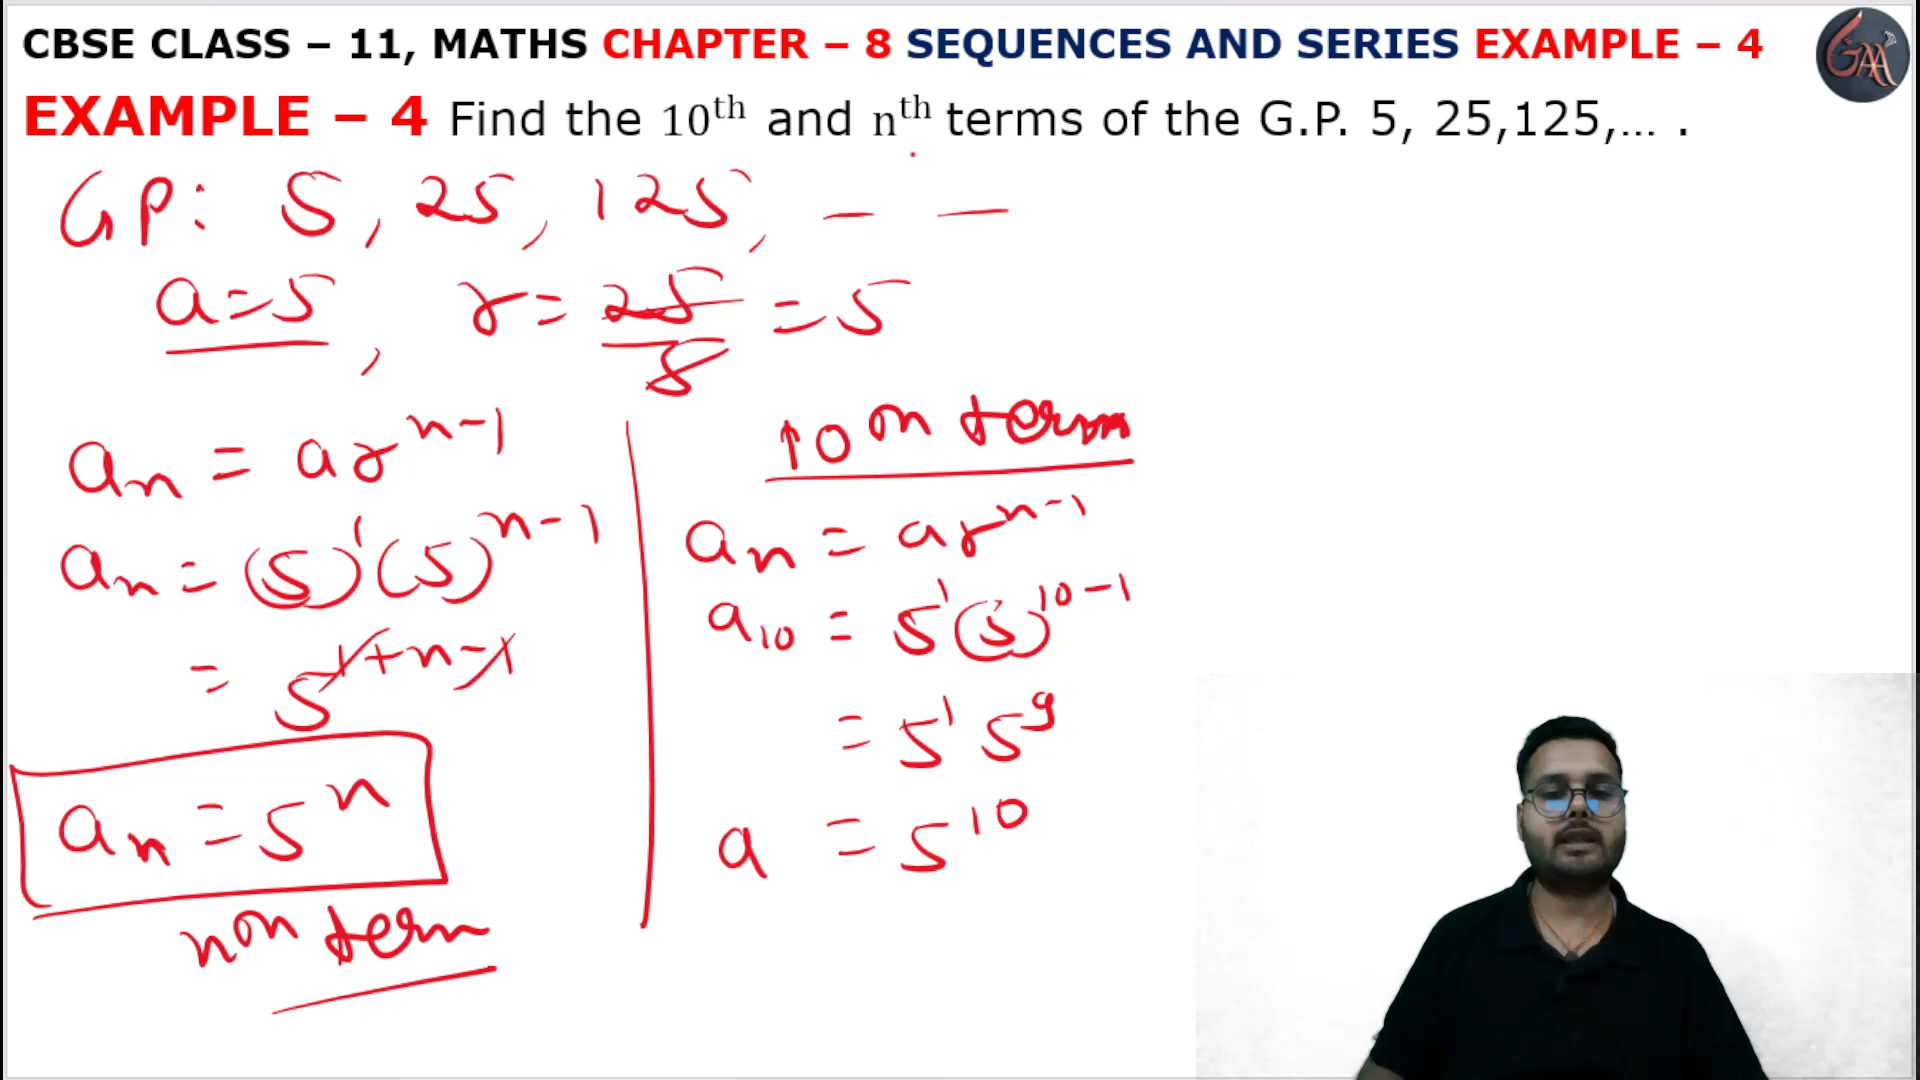 CBSE CLASS – 11, MATHS CHAPTER – 8 SEQUENCES AND SERIES EXAMPLE – 4
EXAMPLE – 4 Find the 10th and nth terms of the G.P. 5, 25,125,... .
GP: 5, 25, 125, – –
a=5, r = 25/5 = 5
an = ar^n-1
an = (5)^1 (5)^n-1
= 5^1+n-1
an = 5^n
nth term
10th term
an = ar^n-1
a10 = 5^1 (5)^10-1
= 5^1 5^9
a = 5^10
GAA